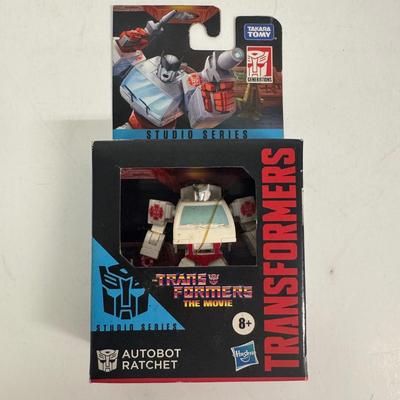 TAKARA
TOMY
GENERATIONS
STUDIO SERIES
TRANSFORMERS
TRANS
FORMERS
THE MOVIE
8+
STUDIO SERIES
AUTOBOT
RATCHET
Hasbro